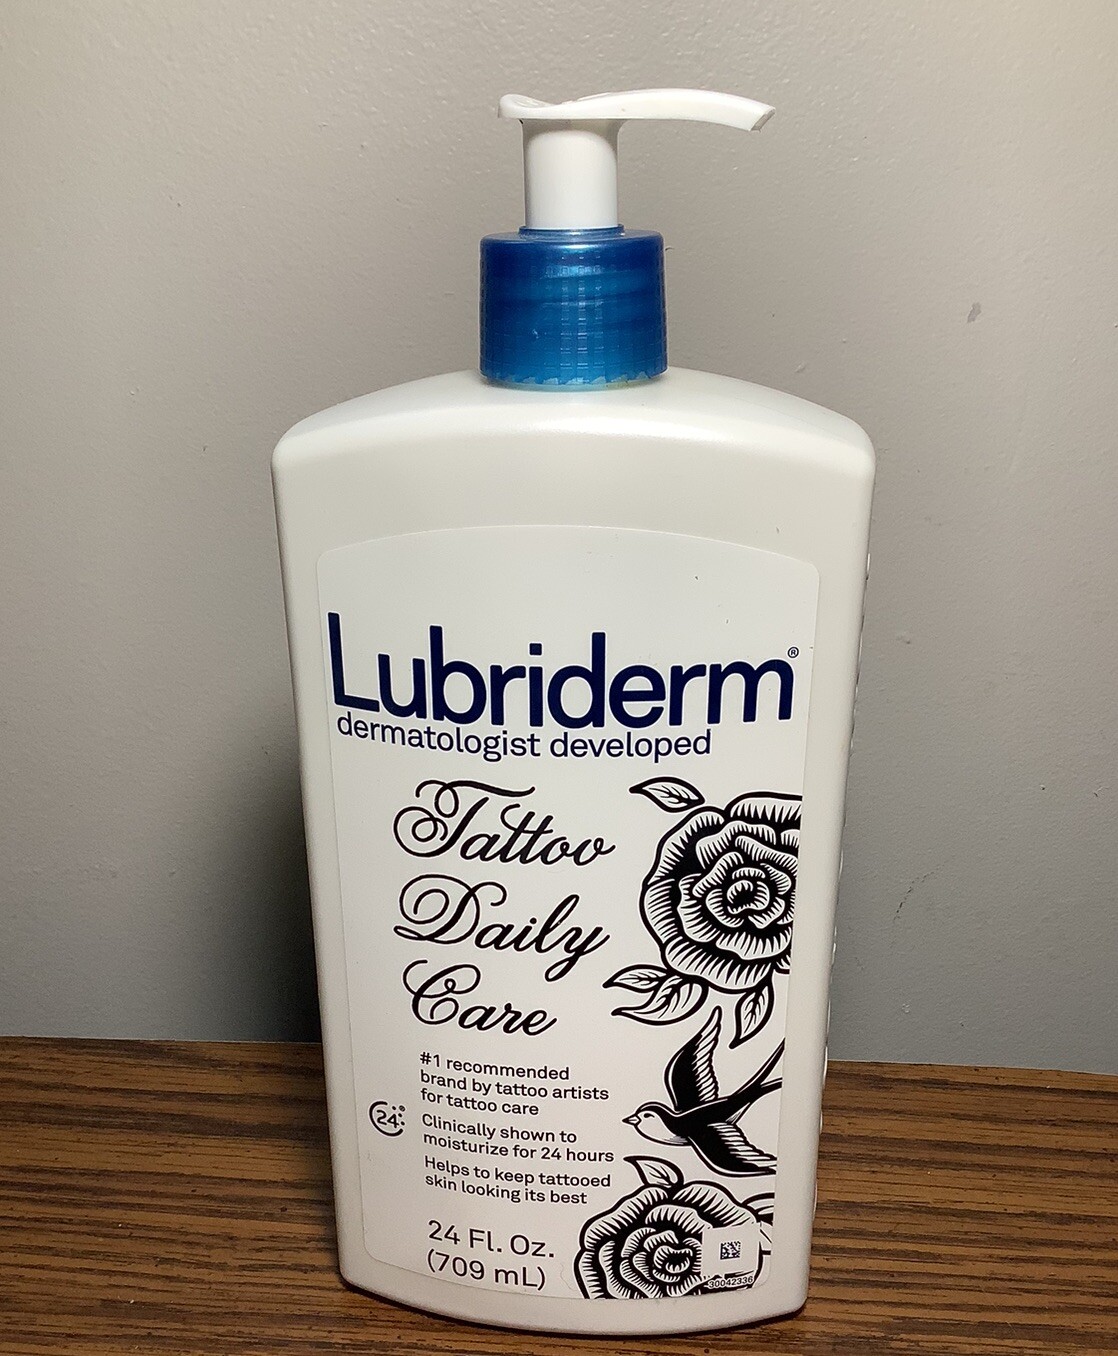 Lubriderm®
dermatologist developed
Tattoo
Daily
Care
#1 recommended
brand by tattoo artists
for tattoo care
24
Clinically shown to
moisturize for 24 hours
Helps to keep tattooed
skin looking its best
24 Fl. Oz.
(709 mL)
30042336